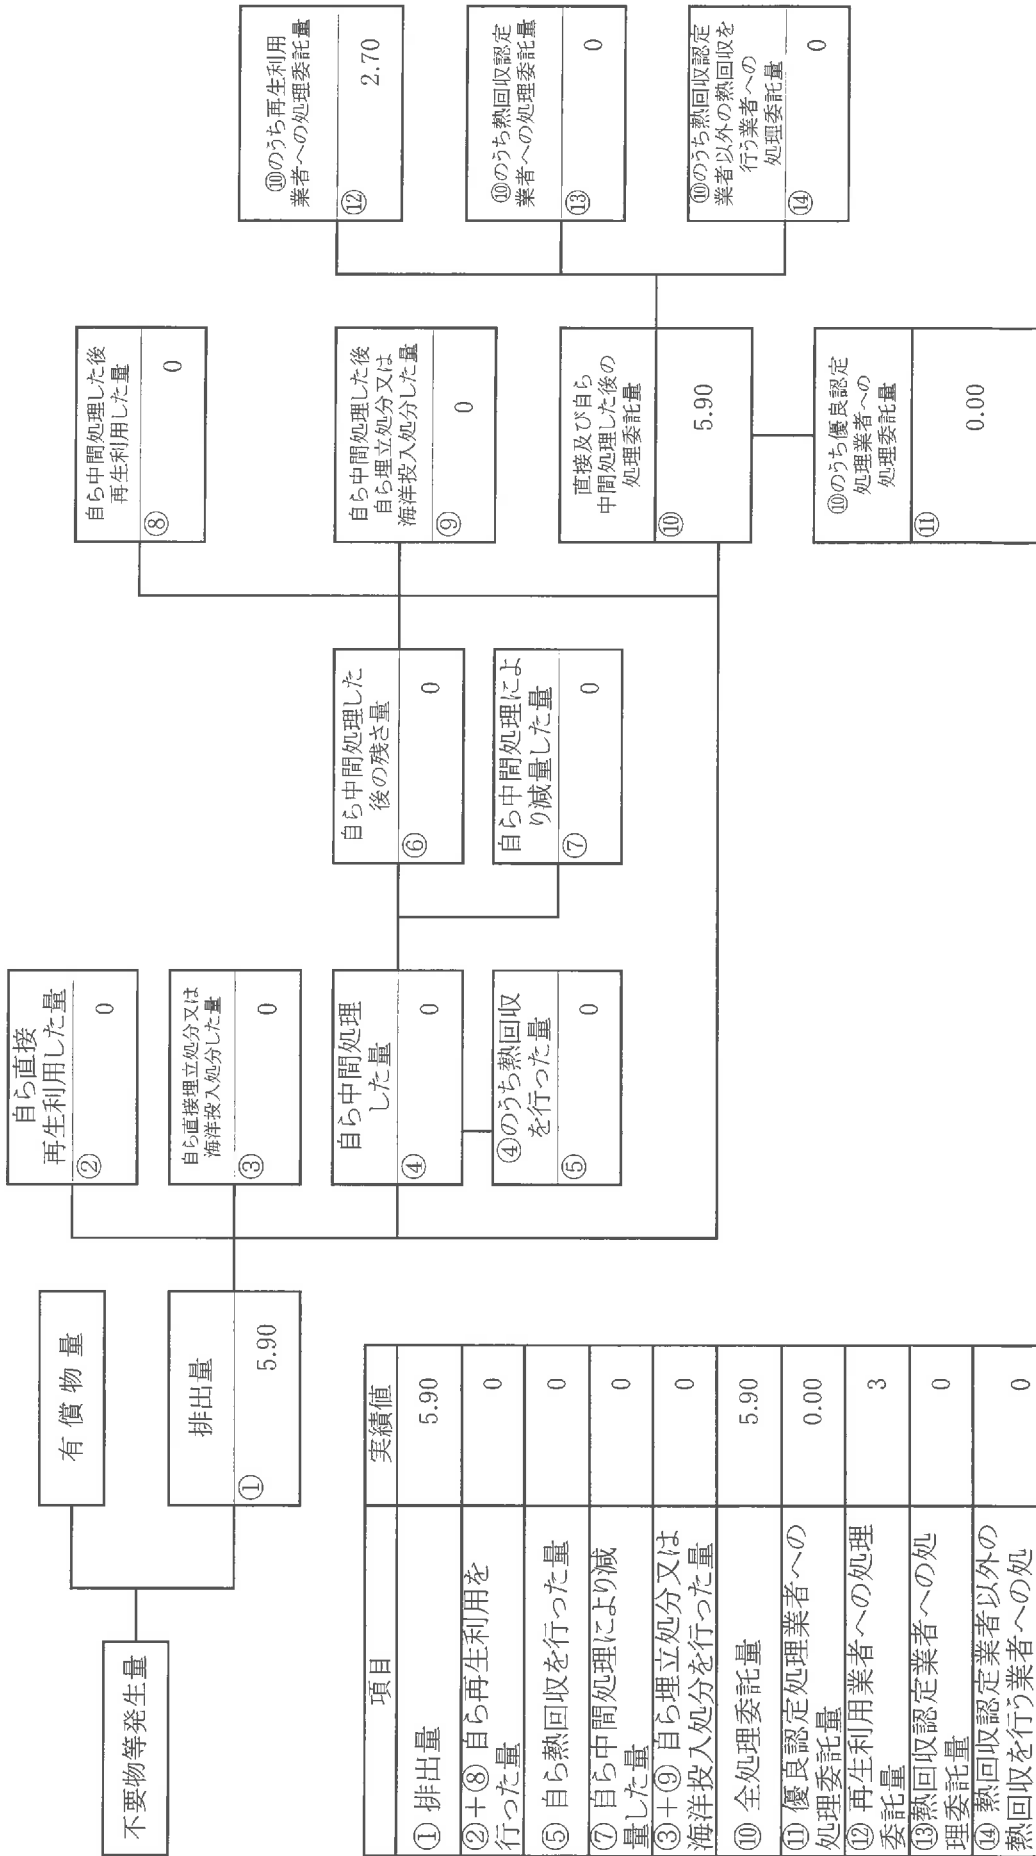 不要物等発生量
有 償 物 量
排出量
①
5.90
自ら直接
再生利用した量
②
0
自ら直接埋立処分又は
海洋投入処分した量
③
0
自ら中間処理
した量
④
0
④のうち熱回収
を行った量
⑤
0
自ら中間処理した
後の残さ量
⑥
0
自ら中間処理によ
り減量した量
⑦
0
自ら中間処理した後
再生利用した量
⑧
0
自ら中間処理した後
自ら埋立処分又は
海洋投入処分した量
⑨
0
直接及び自ら
中間処理した後の
処理委託量
⑩
5.90
⑩のうち優良認定
処理業者への
処理委託量
⑪
0.00
⑩のうち再生利用
業者への処理委託量
⑫
2.70
⑩のうち熱回収認定
業者への処理委託量
⑬
0
⑩のうち熱回収認定
業者以外の熱回収を
行う業者への
処理委託量
⑭
0
項目 実績値
① 排出量 5.90
②＋⑧ 自ら再生利用を
行った量 0
⑤ 自ら熱回収を行った量 0
⑦ 自ら中間処理により減
量した量 0
③＋⑨ 自ら埋立処分又は
海洋投入処分を行った量 0
⑩ 全処理委託量 5.90
⑪ 優良認定処理業者への
処理委託量 0.00
⑫ 再生利用業者への処理
委託量 3
⑬熱回収認定業者への処
理委託量 0
⑭ 熱回収認定業者以外の
熱回収を行う業者への処 0